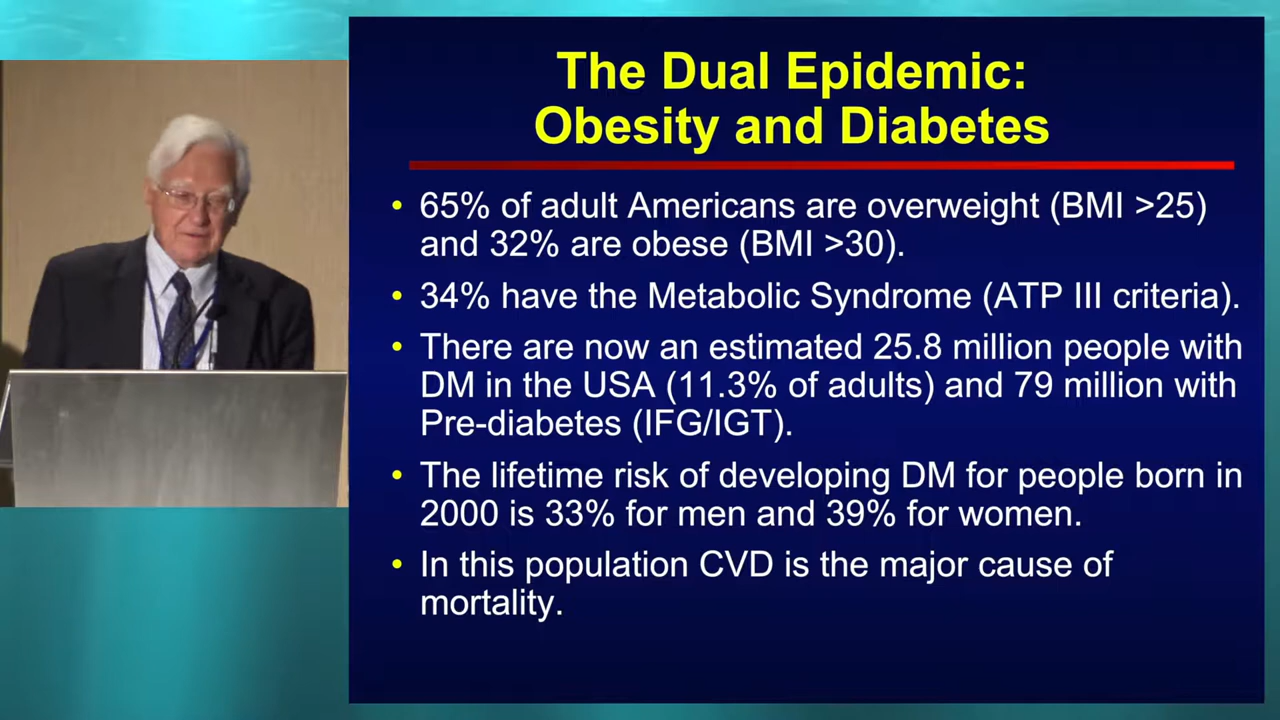 The Dual Epidemic:
Obesity and Diabetes
• 65% of adult Americans are overweight (BMI >25)
and 32% are obese (BMI >30).
• 34% have the Metabolic Syndrome (ATP III criteria).
• There are now an estimated 25.8 million people with
DM in the USA (11.3% of adults) and 79 million with
Pre-diabetes (IFG/IGT).
• The lifetime risk of developing DM for people born in
2000 is 33% for men and 39% for women.
• In this population CVD is the major cause of
mortality.